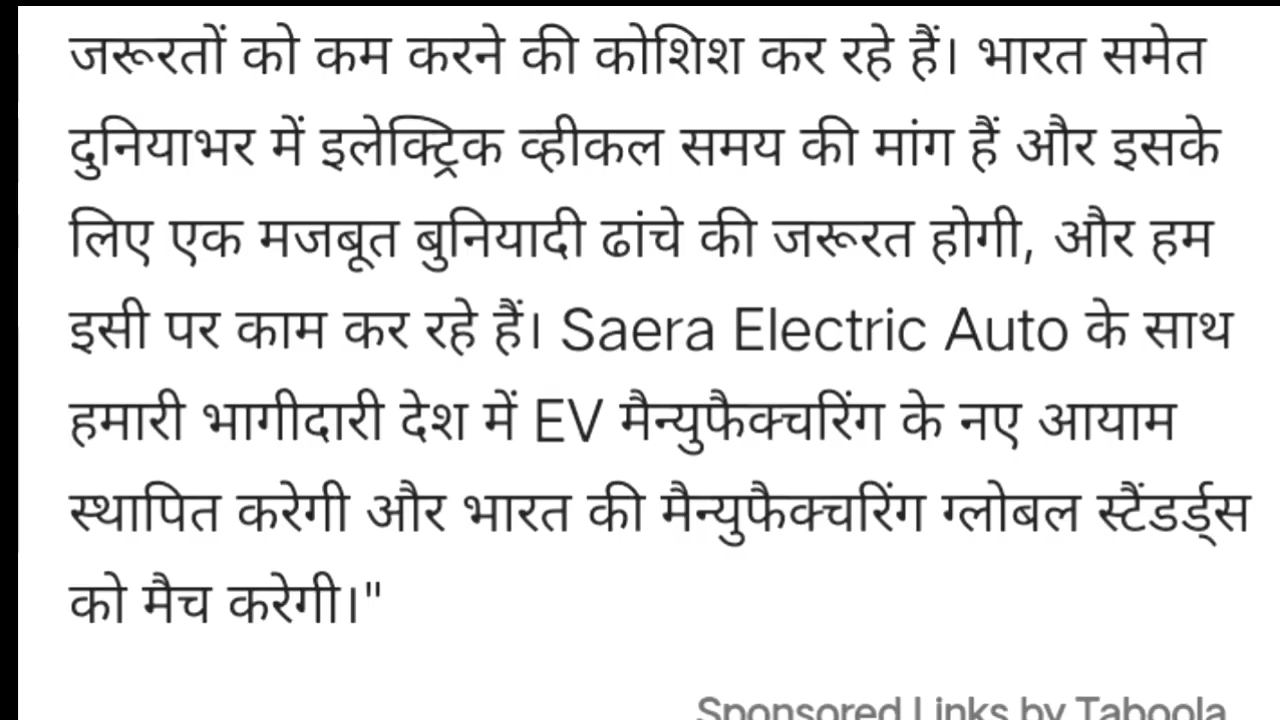 जरूरतों को कम करने की कोशिश कर रहे हैं। भारत समेत
दुनियाभर में इलेक्ट्रिक व्हीकल समय की मांग हैं और इसके
लिए एक मजबूत बुनियादी ढांचे की जरूरत होगी, और हम
इसी पर काम कर रहे हैं। Saera Electric Auto के साथ
हमारी भागीदारी देश में EV मैन्युफैक्चरिंग के नए आयाम
स्थापित करेगी और भारत की मैन्युफैक्चरिंग ग्लोबल स्टैंडर्ड्स
को मैच करेगी।"
Sponsored Links by Taboola